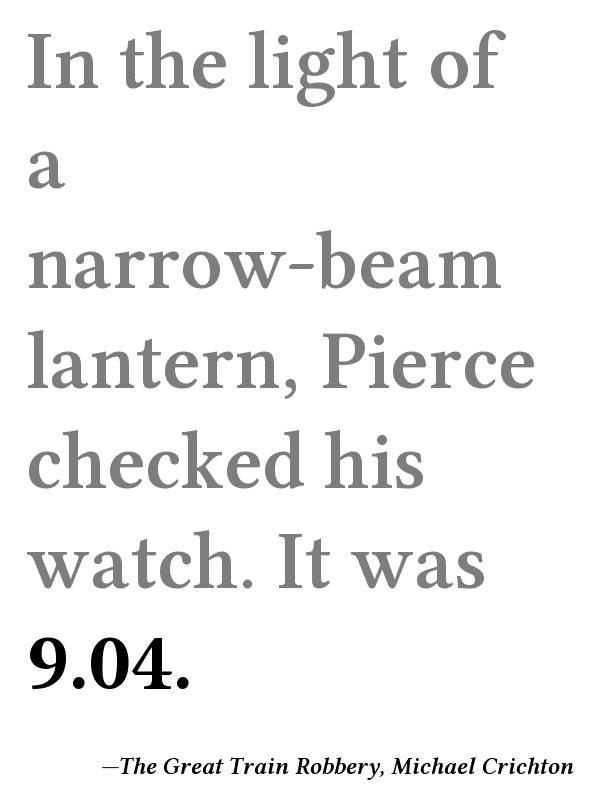 In the light of
a
narrow-beam
lantern, Pierce
checked his
watch. It was
9.04.
—The Great Train Robbery, Michael Crichton